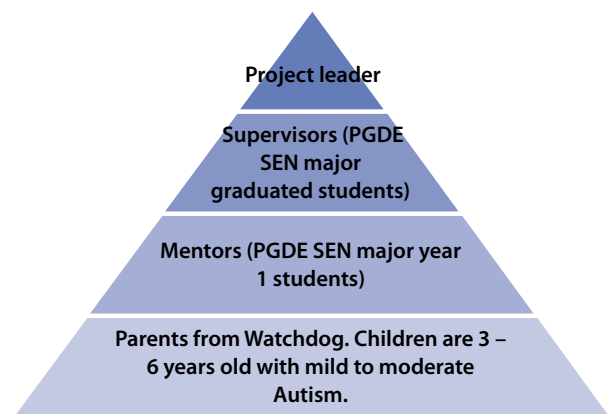 Project leader
Supervisors (PGDE
SEN major
graduated students)
Mentors (PGDE SEN major year
1 students)
Parents from Watchdog. Children are 3 –
6 years old with mild to moderate
Autism.